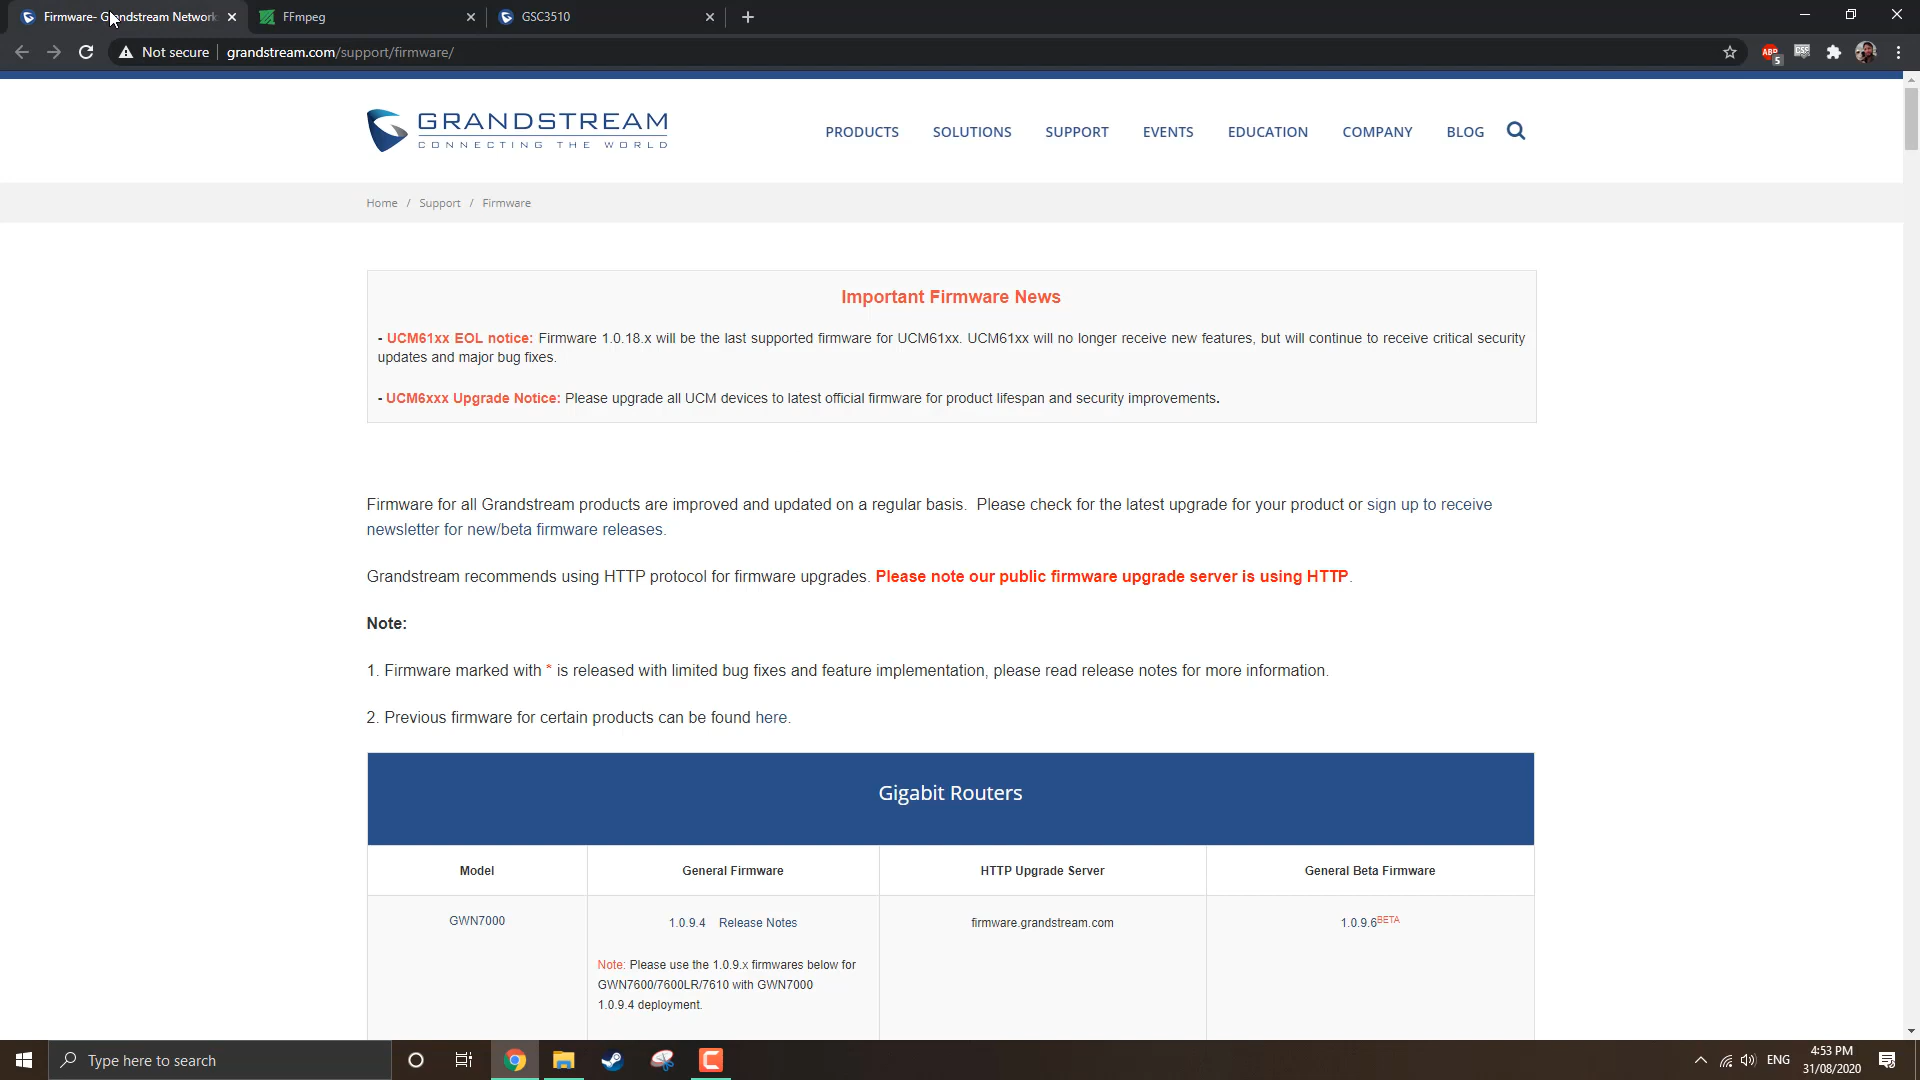 Firmware- Grandstream Network
FFmpeg
GSC3510
Not secure
grandstream.com/support/firmware/
ABP
5
CSP
GRANDSTREAM
CONNECTING THE WORLD
PRODUCTS
SOLUTIONS
SUPPORT
EVENTS
EDUCATION
COMPANY
BLOG
Home / Support / Firmware
Important Firmware News
- UCM61xx EOL notice: Firmware 1.0.18.x will be the last supported firmware for UCM61xx. UCM61xx will no longer receive new features, but will continue to receive critical security
updates and major bug fixes.
- UCM6xxx Upgrade Notice: Please upgrade all UCM devices to latest official firmware for product lifespan and security improvements.
Firmware for all Grandstream products are improved and updated on a regular basis. Please check for the latest upgrade for your product or sign up to receive
newsletter for new/beta firmware releases.
Grandstream recommends using HTTP protocol for firmware upgrades. Please note our public firmware upgrade server is using HTTP.
Note:
1. Firmware marked with * is released with limited bug fixes and feature implementation, please read release notes for more information.
2. Previous firmware for certain products can be found here.
Gigabit Routers
Model
General Firmware
HTTP Upgrade Server
General Beta Firmware
GWN7000
1.0.9.4 Release Notes
firmware.grandstream.com
1.0.9.6BETA
Note: Please use the 1.0.9.x firmwares below for
GWN7600/7600LR/7610 with GWN7000
1.0.9.4 deployment.
Type here to search
ENG
4:53 PM
31/08/2020